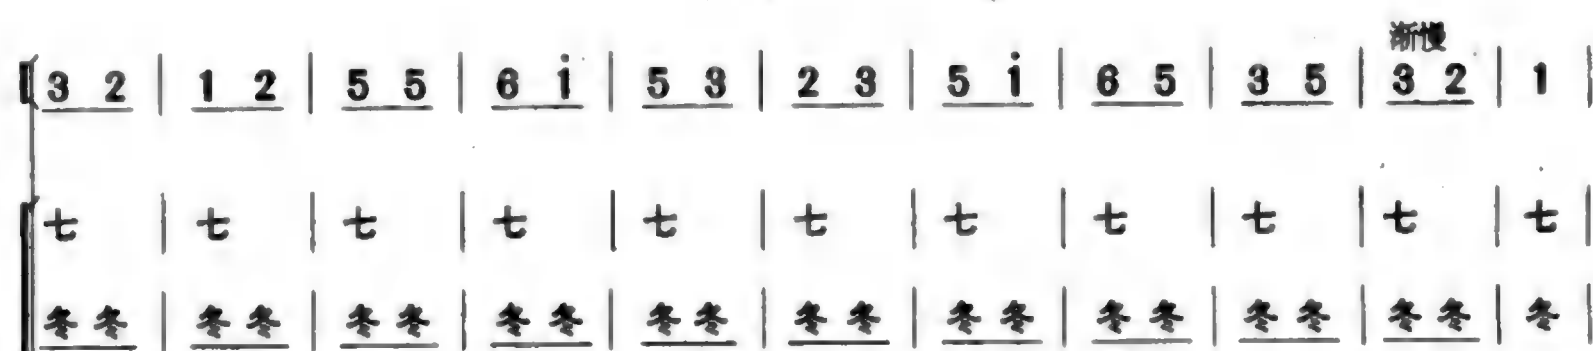 渐慢
3 2 | 1 2 | 5 5 | 6 i | 5 3 | 2 3 | 5 i | 6 5 | 3 5 | 3 2 | 1 |
七 | 七 | 七 | 七 | 七 | 七 | 七 | 七 | 七 | 七 | 七 |
冬冬 | 冬冬 | 冬冬 | 冬冬 | 冬冬 | 冬冬 | 冬冬 | 冬冬 | 冬冬 | 冬冬 | 冬 |